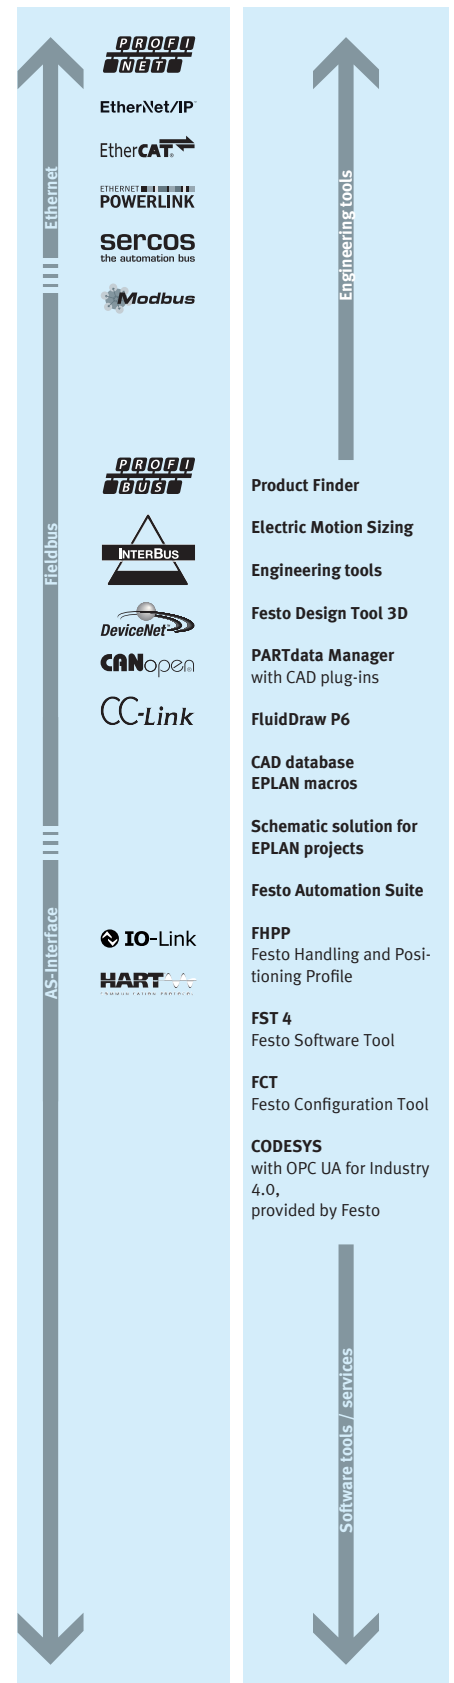 Ethernet
PROFI
NET
EtherNet/IP
EtherCAT®
ETHERNET
POWERLINK
sercos
the automation bus
Modbus
Fieldbus
PROFI
BUS
INTERBUS
DeviceNet™
CANopen®
CC-Link
AS-Interface
IO-Link
HART
COMMUNICATION PROTOCOL
Engineering tools
Product Finder
Electric Motion Sizing
Engineering tools
Festo Design Tool 3D
PARTdata Manager
with CAD plug-ins
FluidDraw P6
CAD database
EPLAN macros
Schematic solution for
EPLAN projects
Festo Automation Suite
FHPP
Festo Handling and Posi-
tioning Profile
FST 4
Festo Software Tool
FCT
Festo Configuration Tool
CODESYS
with OPC UA for Industry
4.0,
provided by Festo
Software tools / services